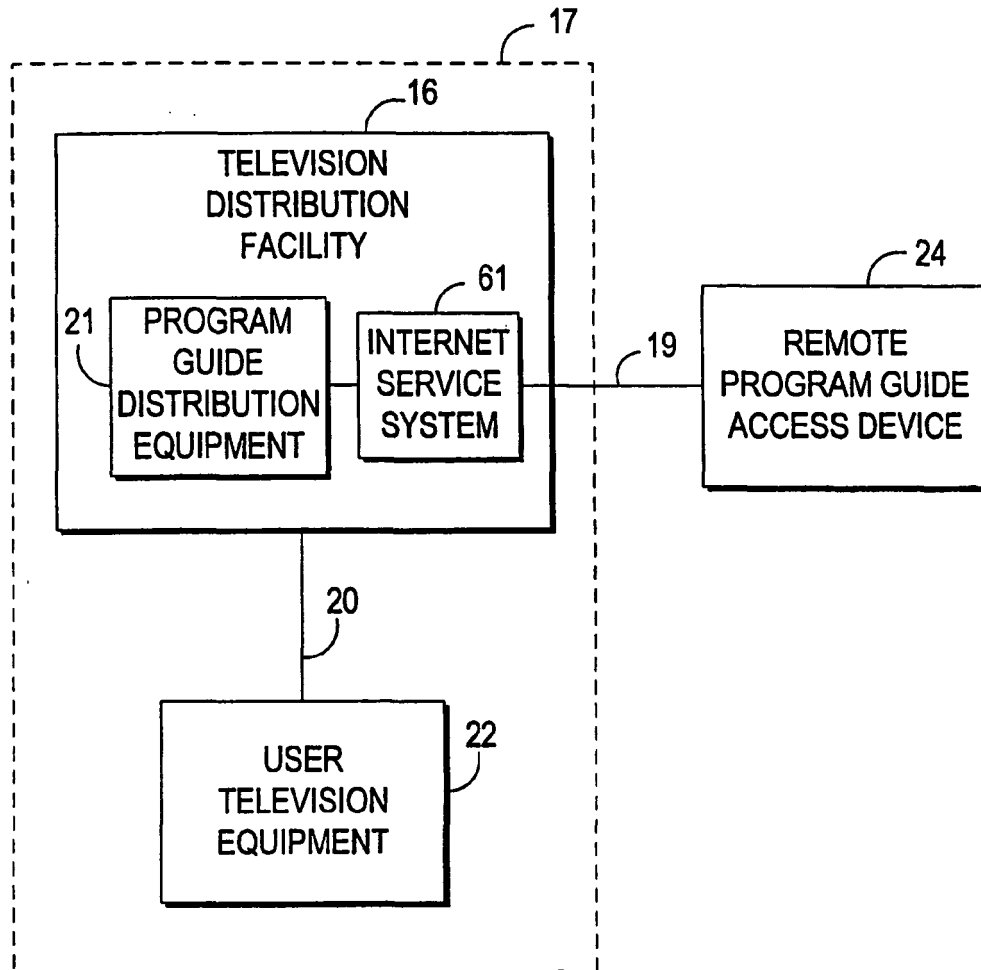 17
16
TELEVISION
DISTRIBUTION
FACILITY
24
61
21
PROGRAM
GUIDE
DISTRIBUTION
EQUIPMENT
INTERNET
SERVICE
SYSTEM
19
REMOTE
PROGRAM GUIDE
ACCESS DEVICE
20
22
USER
TELEVISION
EQUIPMENT